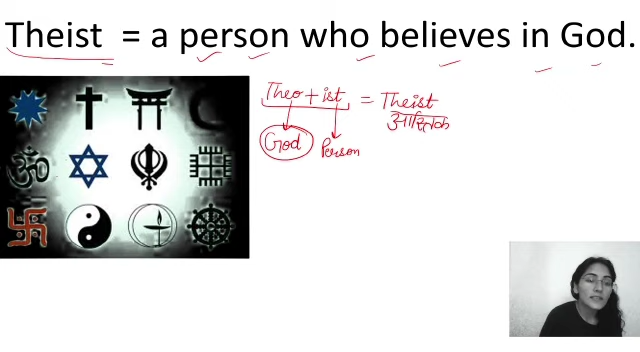 Theist = a person who believes in God.
Theo + ist = Theist
आस्तिक
God Person